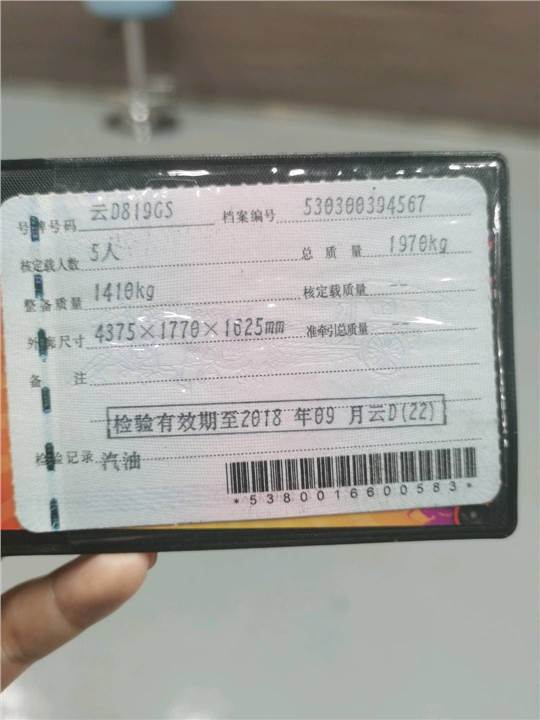 号牌号码 云D819GS 档案编号 530300394567
核定载人数 5人 总质量 1970kg
整备质量 1410kg 核定载质量 --
外廓尺寸 4375×1770×1625mm 准牵引总质量 --
备注
检验有效期至2018 年09 月云D(22)
检验记录 汽油
*5380016600583*